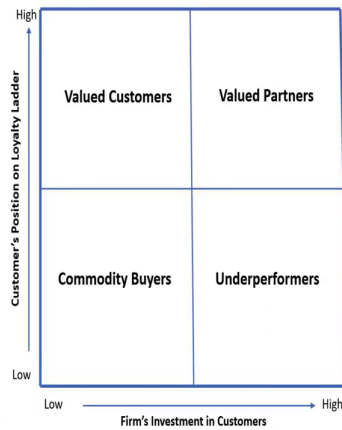 High
Valued Customers
Valued Partners
Customer's Position on Loyalty Ladder
Commodity Buyers
Underperformers
Low
Low
High
Firm's Investment in Customers